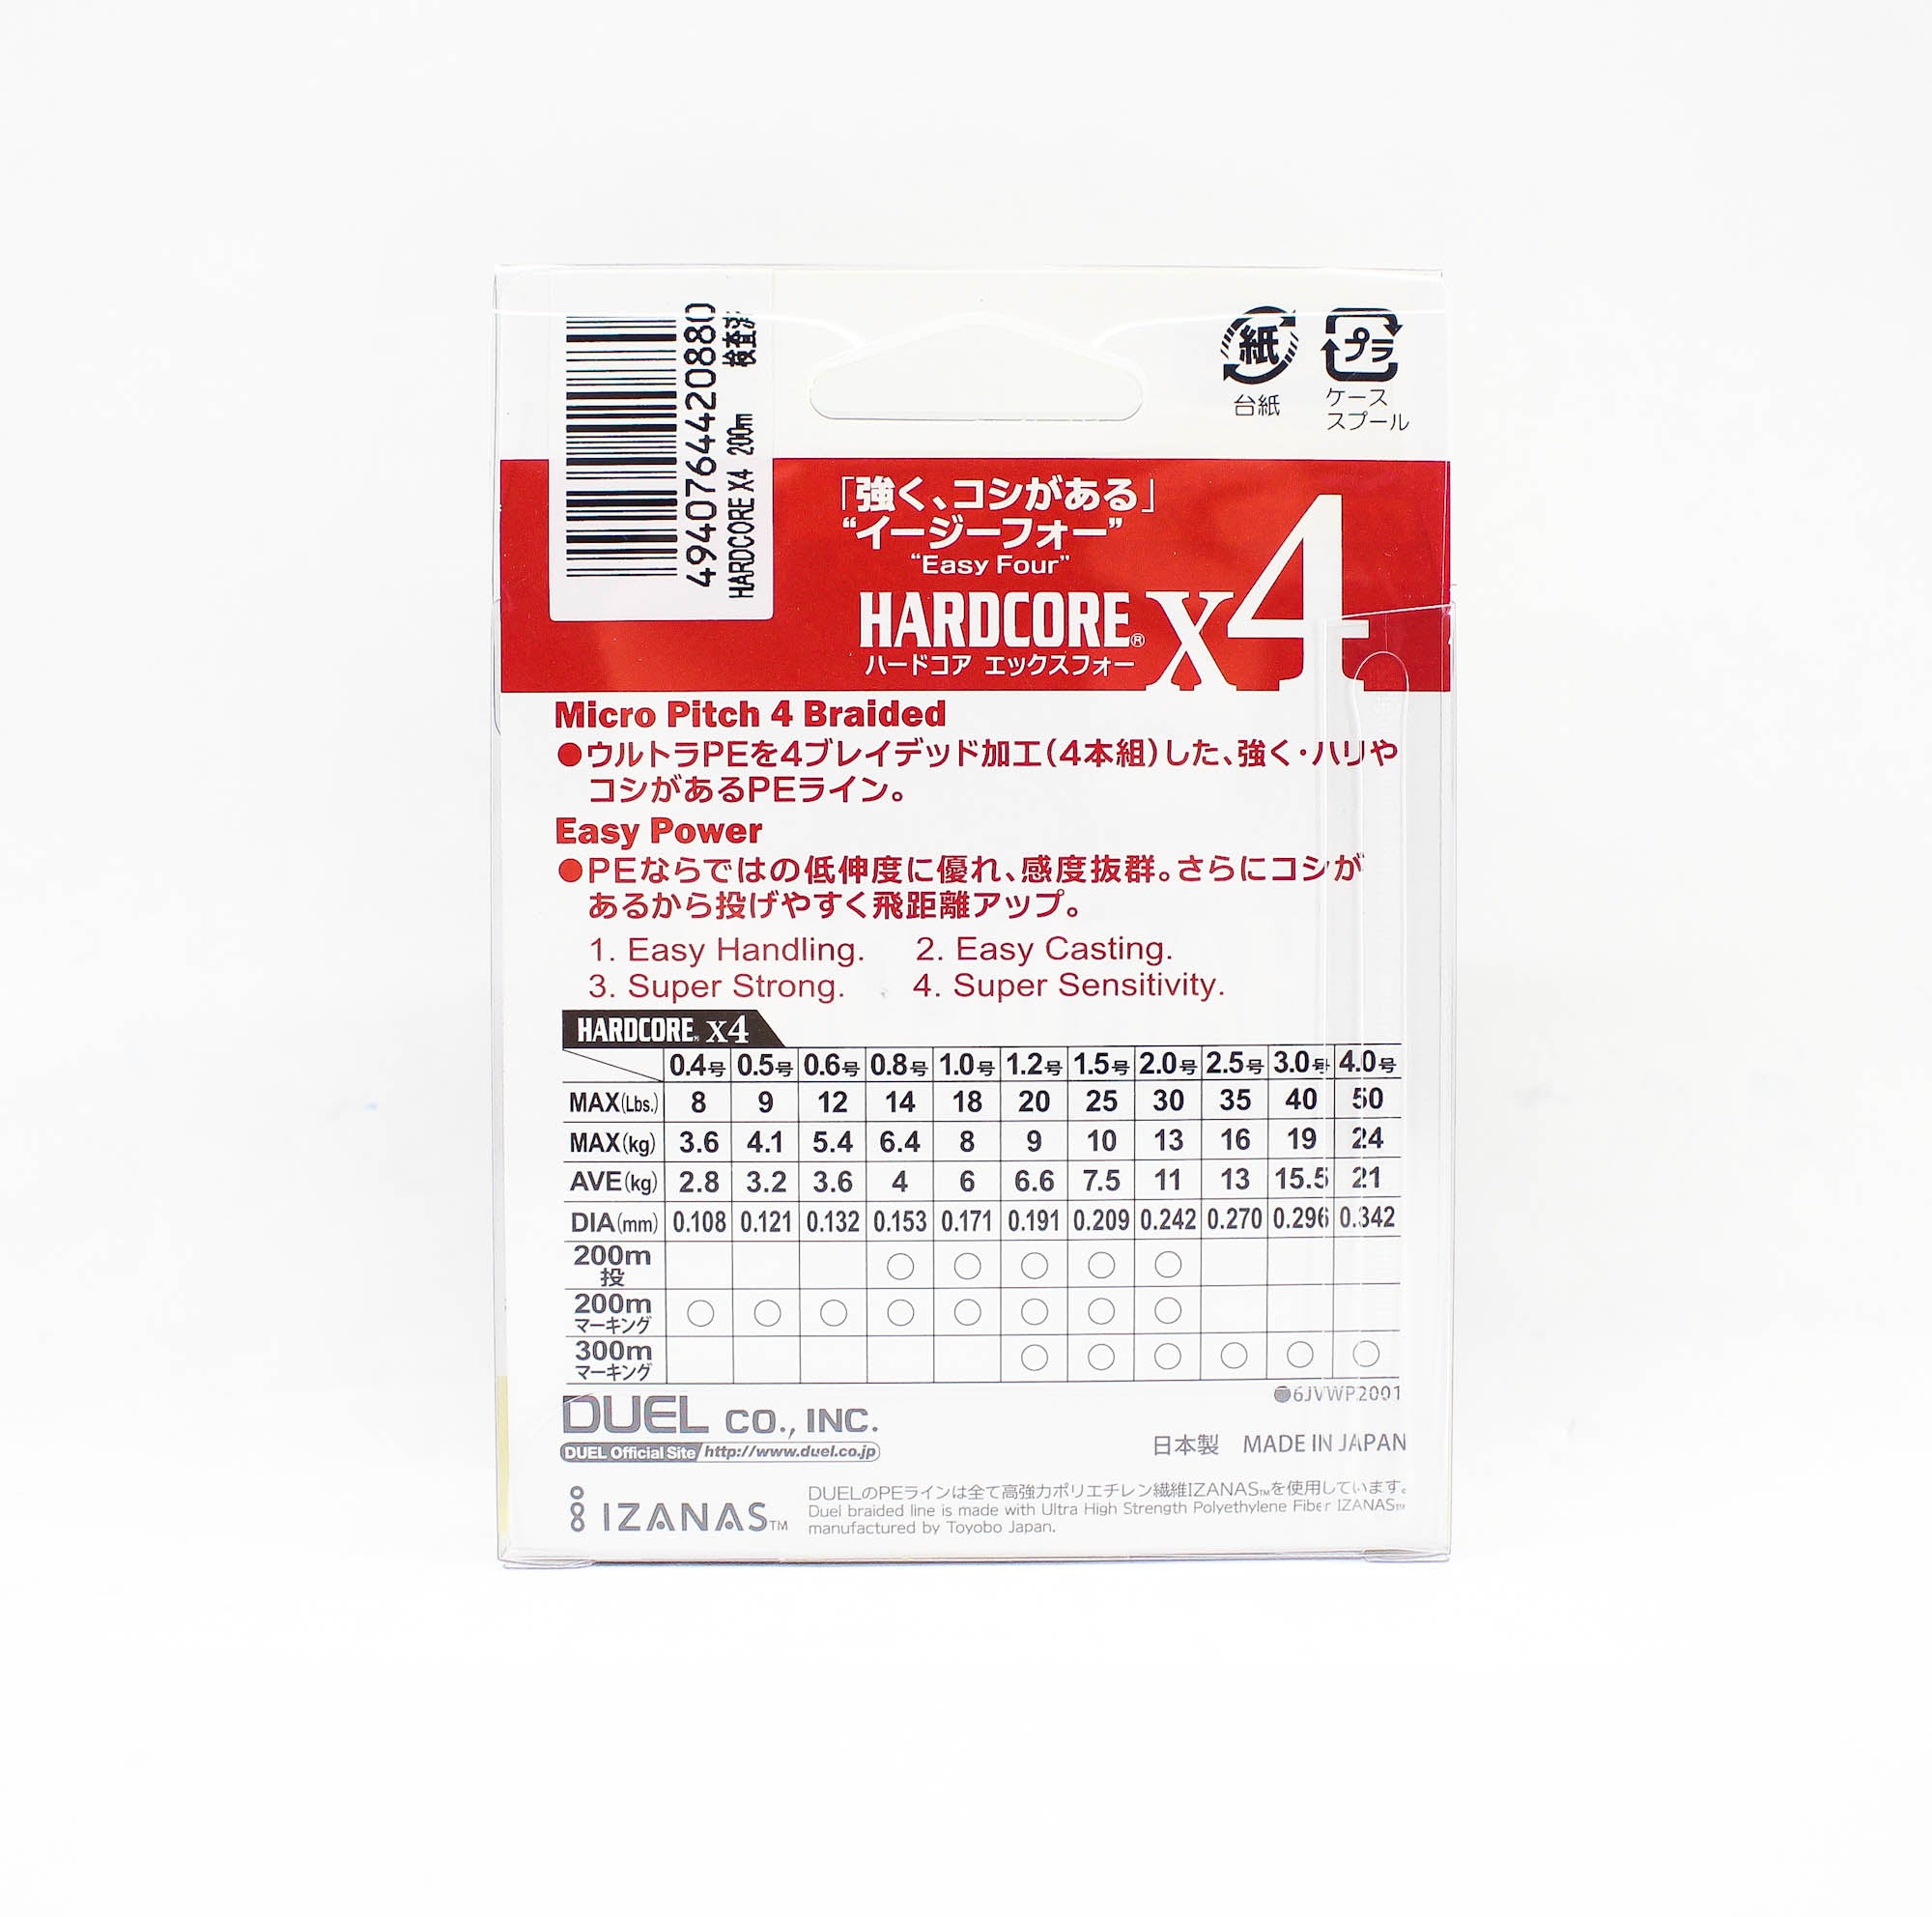 4940764420880
HARDCORE X4 200m 検査済
紙
台紙
プラ
ケース
スプール
「強く、コシがある」
“イージーフォー”
“Easy Four”
HARDCORE® X4
ハードコア エックスフォー
Micro Pitch 4 Braided
●ウルトラPEを4ブレイデッド加工(4本組)した、強く・ハリや
コシがあるPEライン。
Easy Power
●PEならではの低伸度に優れ、感度抜群。さらにコシが
あるから投げやすく飛距離アップ。
1. Easy Handling. 2. Easy Casting.
3. Super Strong. 4. Super Sensitivity.
HARDCORE® X4
0.4号 0.5号 0.6号 0.8号 1.0号 1.2号 1.5号 2.0号 2.5号 3.0号 4.0号
MAX(Lbs.) 8 9 12 14 18 20 25 30 35 40 50
MAX(kg) 3.6 4.1 5.4 6.4 8 9 10 13 16 19 24
AVE(kg) 2.8 3.2 3.6 4 6 6.6 7.5 11 13 15.5 21
DIA(mm) 0.108 0.121 0.132 0.153 0.171 0.191 0.209 0.242 0.270 0.296 0.342
200m
投 ○ ○ ○ ○ ○
200m
マーキング ○ ○ ○ ○ ○ ○ ○ ○
300m
マーキング ○ ○ ○ ○ ○ ○
●6JVWP2001
DUEL CO., INC.
DUEL Official Site http://www.duel.co.jp
日本製 MADE IN JAPAN
IZANAS™
DUELのPEラインは全て高強力ポリエチレン繊維IZANAS™を使用しています。
Duel braided line is made with Ultra High Strength Polyethylene Fiber IZANAS™
manufactured by Toyobo Japan.